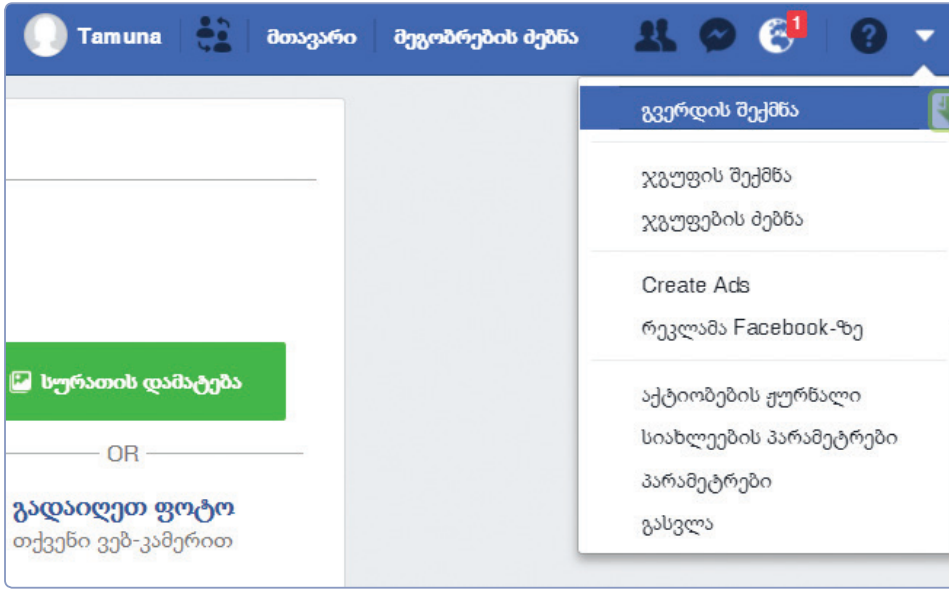 Tamuna მთავარი მეგობრების ძებნა 1 ?
გვერდის შექმნა
ჯგუფის შექმნა
ჯგუფების ძებნა
Create Ads
რეკლამა Facebook-ზე
აქტიობების ჟურნალი
სიახლეების პარამეტრები
პარამეტრები
გასვლა
სურათის დამატება
OR
გადაიღეთ ფოტო
თქვენი ვებ-კამერით